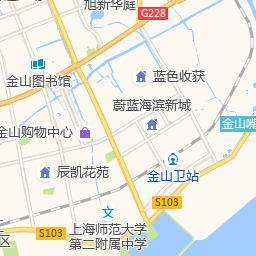 旭新华庭
G228
金山图书馆
蓝色收获
蔚蓝海滨新城
金山嘴
金山购物中心
辰凯花苑
金山卫站
S103
上海师范大学
第二附属中学
S103
区